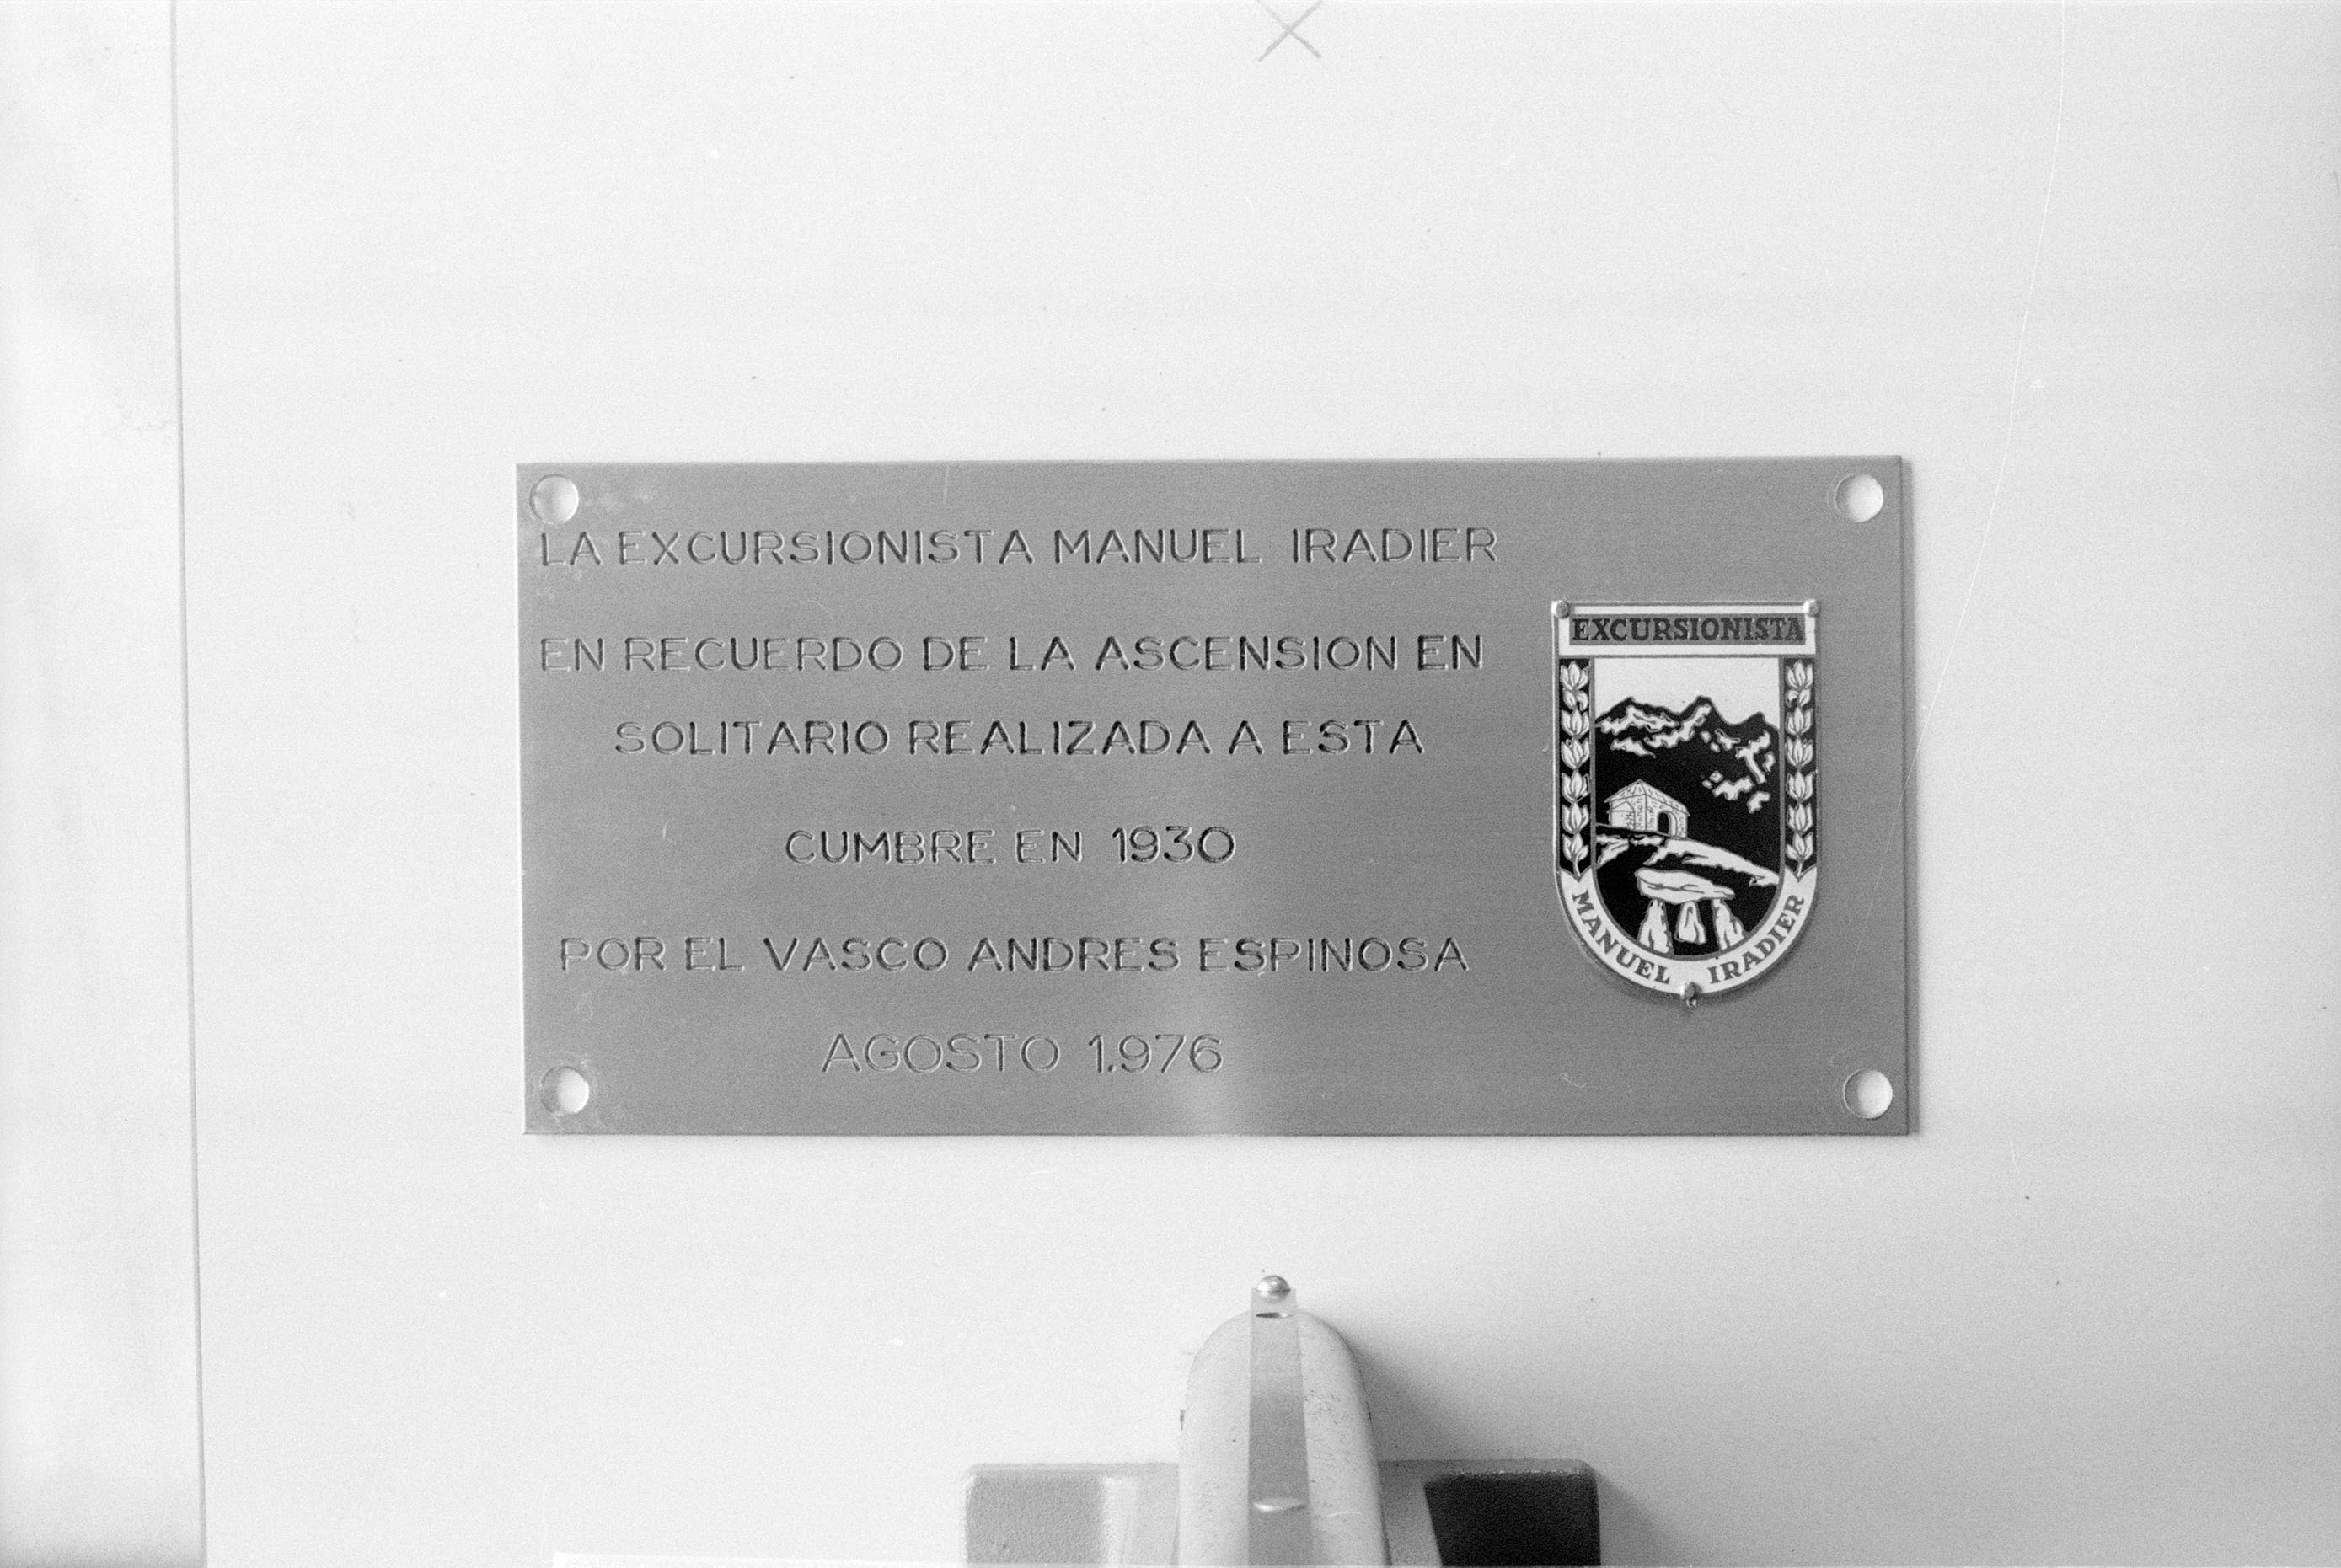 LA EXCURSIONISTA MANUEL IRADIER
EN RECUERDO DE LA ASCENSION EN
SOLITARIO REALIZADA A ESTA
CUMBRE EN 1930
POR EL VASCO ANDRES ESPINOSA
AGOSTO 1.976
EXCURSIONISTA
MANUEL IRADIER